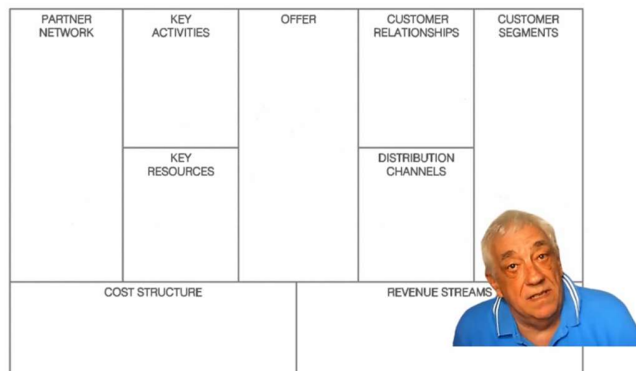 PARTNER
NETWORK
KEY
ACTIVITIES
OFFER
CUSTOMER
RELATIONSHIPS
CUSTOMER
SEGMENTS
KEY
RESOURCES
DISTRIBUTION
CHANNELS
COST STRUCTURE
REVENUE STREAMS